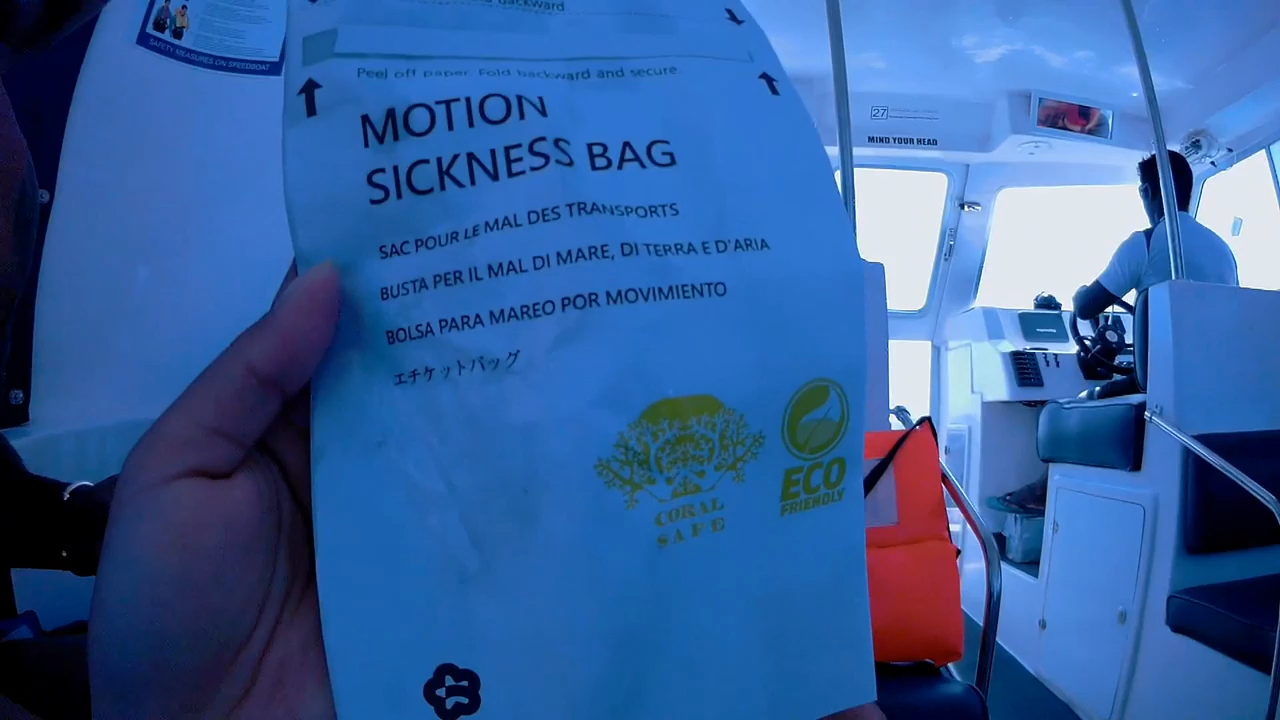 backward
Peel off paper. Fold backward and secure.
MOTION
SICKNESS BAG
SAC POUR LE MAL DES TRANSPORTS
BUSTA PER IL MAL DI MARE, DI TERRA E D'ARIA
BOLSA PARA MAREO POR MOVIMIENTO
エチケットバッグ
CORAL
SAFE
ECO
FRIENDLY
SAFETY MEASURES ON SPEEDBOAT
27
MIND YOUR HEAD